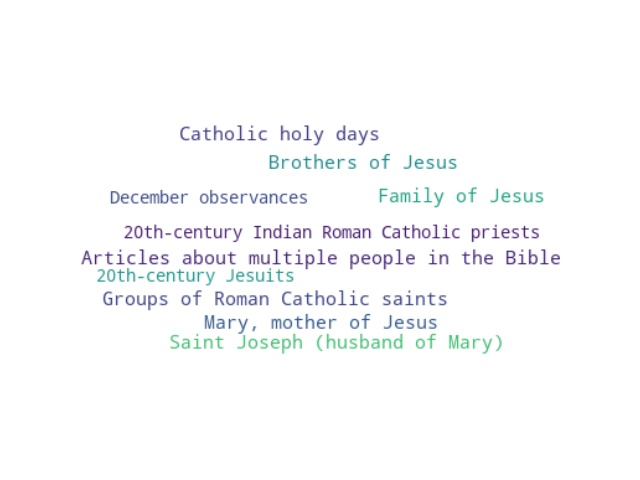 Catholic holy days
Brothers of Jesus
December observances
Family of Jesus
20th-century Indian Roman Catholic priests
Articles about multiple people in the Bible
20th-century Jesuits
Groups of Roman Catholic saints
Mary, mother of Jesus
Saint Joseph (husband of Mary)